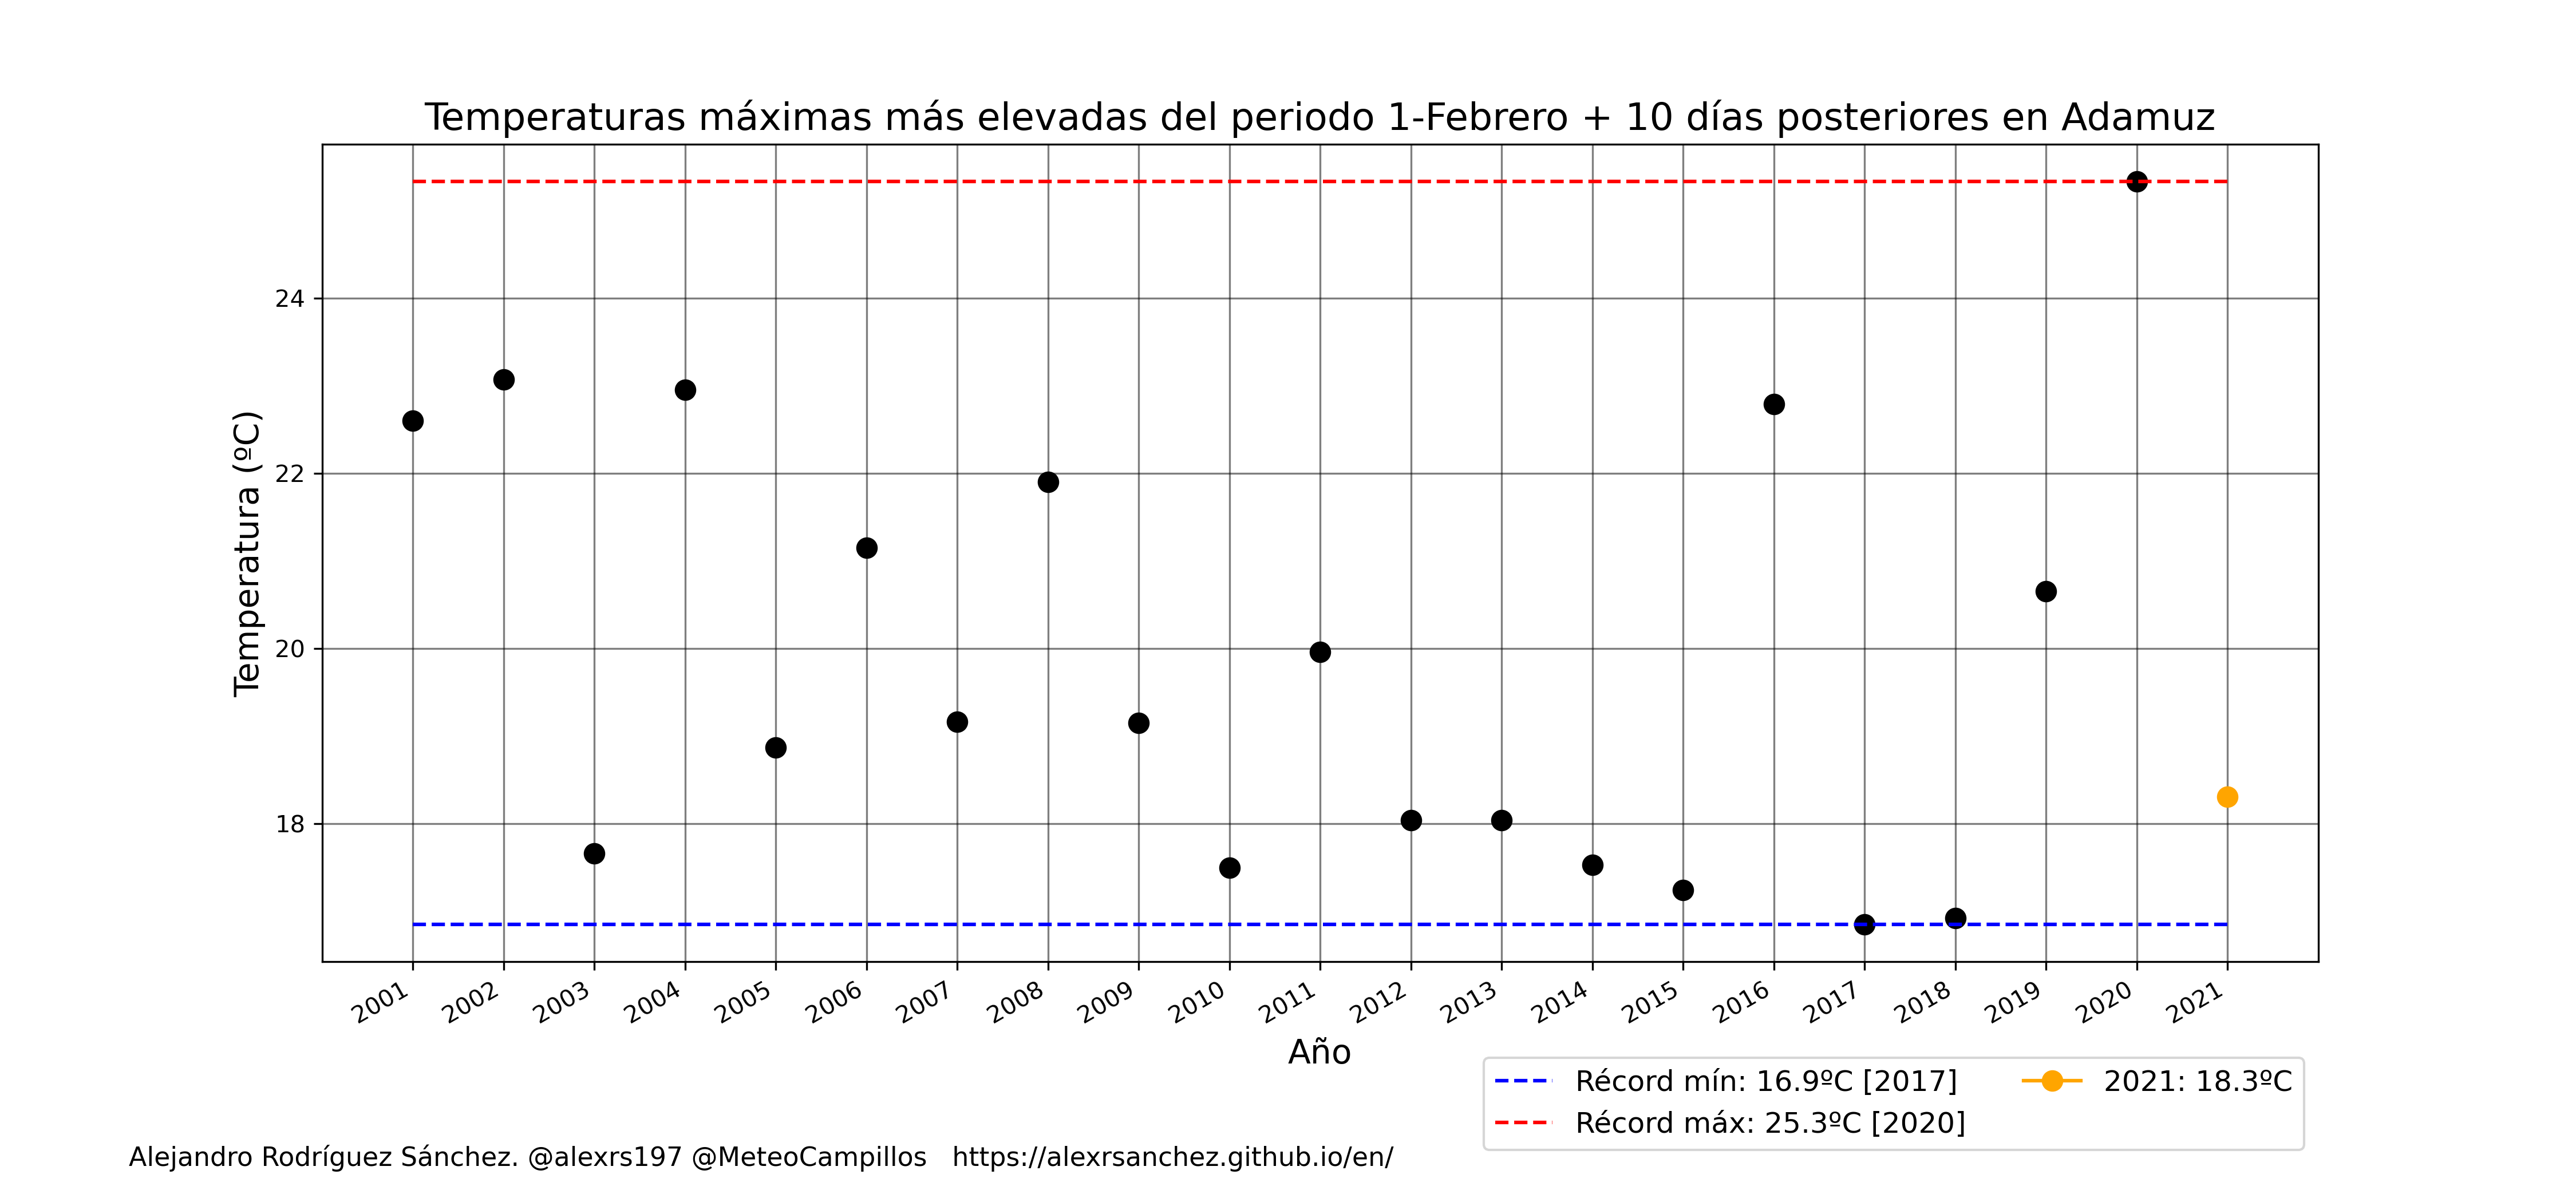 Temperaturas máximas más elevadas del periodo 1-Febrero + 10 días posteriores en Adamuz
Temperatura (ºC)
24
22
20
18
2001 2002 2003 2004 2005 2006 2007 2008 2009 2010 2011 2012 2013 2014 2015 2016 2017 2018 2019 2020 2021
Año
Récord mín: 16.9ºC [2017]
Récord máx: 25.3ºC [2020]
2021: 18.3ºC
Alejandro Rodríguez Sánchez. @alexrs197 @MeteoCampillos https://alexrsanchez.github.io/en/